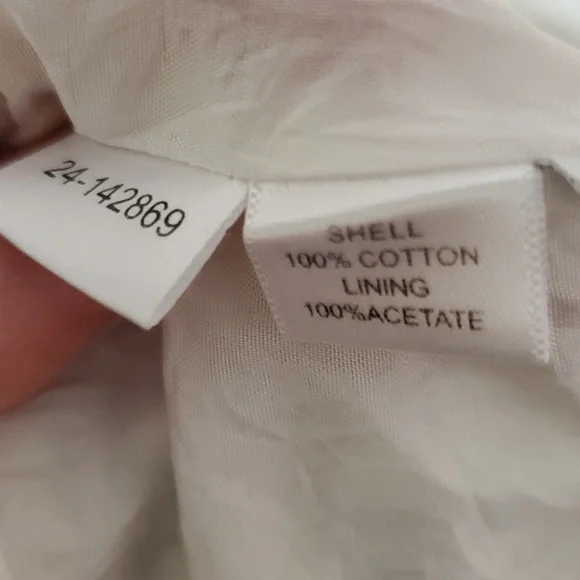 24-142869
SHELL
100% COTTON
LINING
100%ACETATE